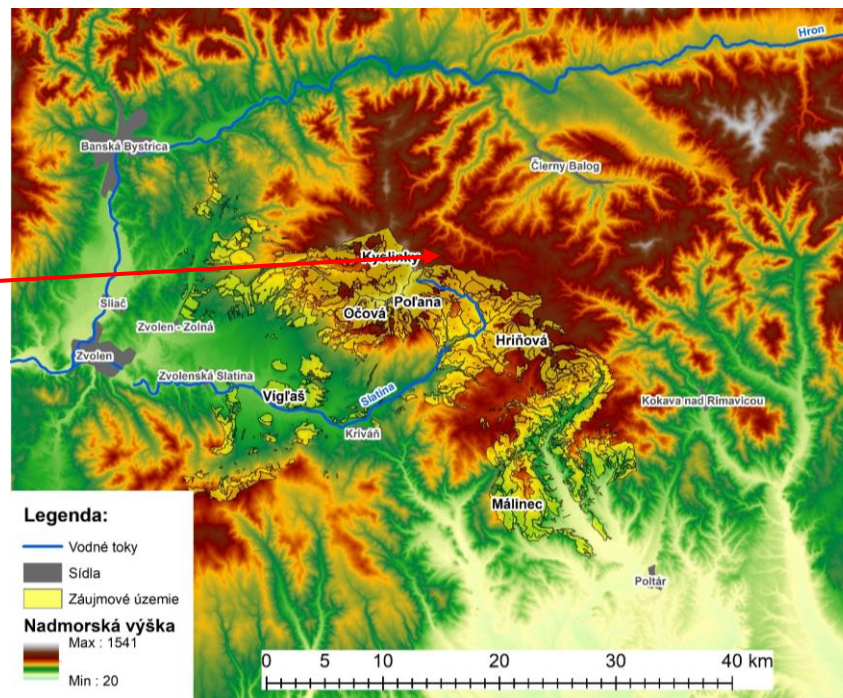 Hron
Banská Bystrica
Čierny Balog
Kyslinky
Sliač
Poľana
Očová
Zvolen - Zolná
Hriňová
Zvolen
Zvolenská Slatina
Vígľaš
Slatina
Kriváň
Kokava nad Rimavicou
Málinec
Poltár
Legenda:
Vodné toky
Sídla
Záujmové územie
Nadmorská výška
Max : 1541
Min : 20
0 5 10 20 30 40 km